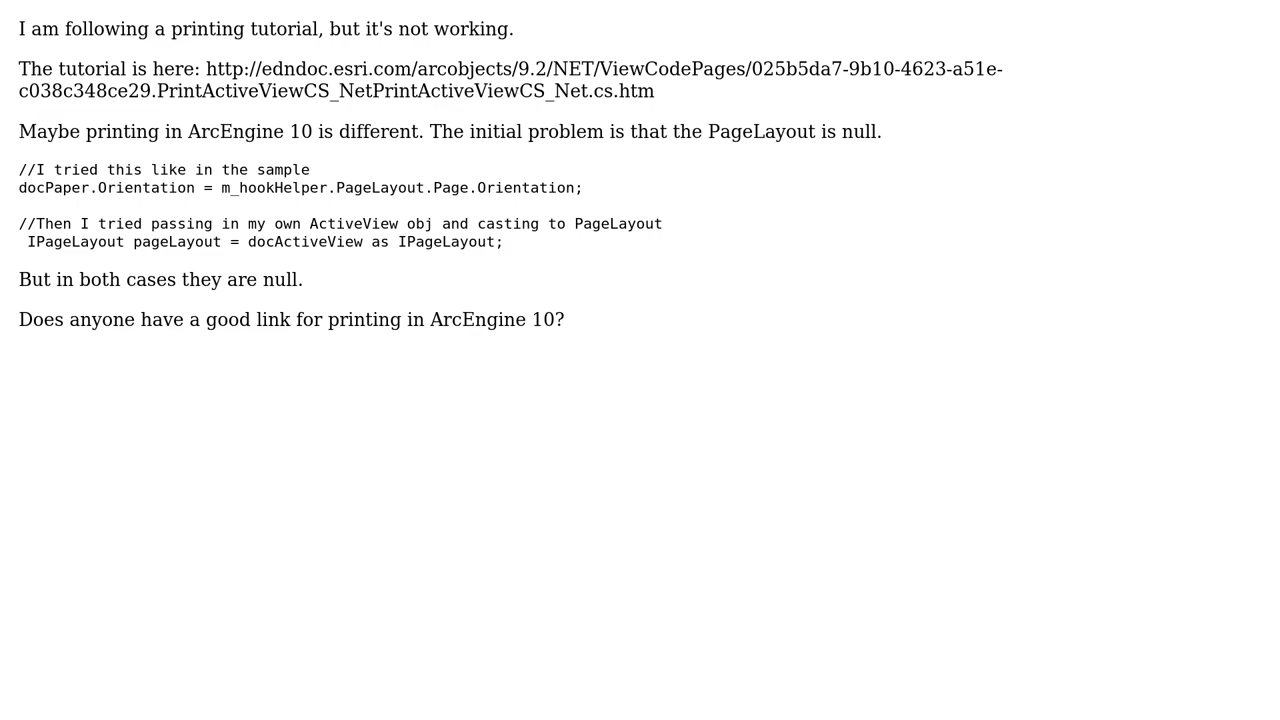 I am following a printing tutorial, but it's not working.
The tutorial is here: http://edndoc.esri.com/arcobjects/9.2/NET/ViewCodePages/025b5da7-9b10-4623-a51e-
c038c348ce29.PrintActiveViewCS_NetPrintActiveViewCS_Net.cs.htm
Maybe printing in ArcEngine 10 is different. The initial problem is that the PageLayout is null.
//I tried this like in the sample
docPaper.Orientation = m_hookHelper.PageLayout.Page.Orientation;
//Then I tried passing in my own ActiveView obj and casting to PageLayout
 IPageLayout pageLayout = docActiveView as IPageLayout;
But in both cases they are null.
Does anyone have a good link for printing in ArcEngine 10?